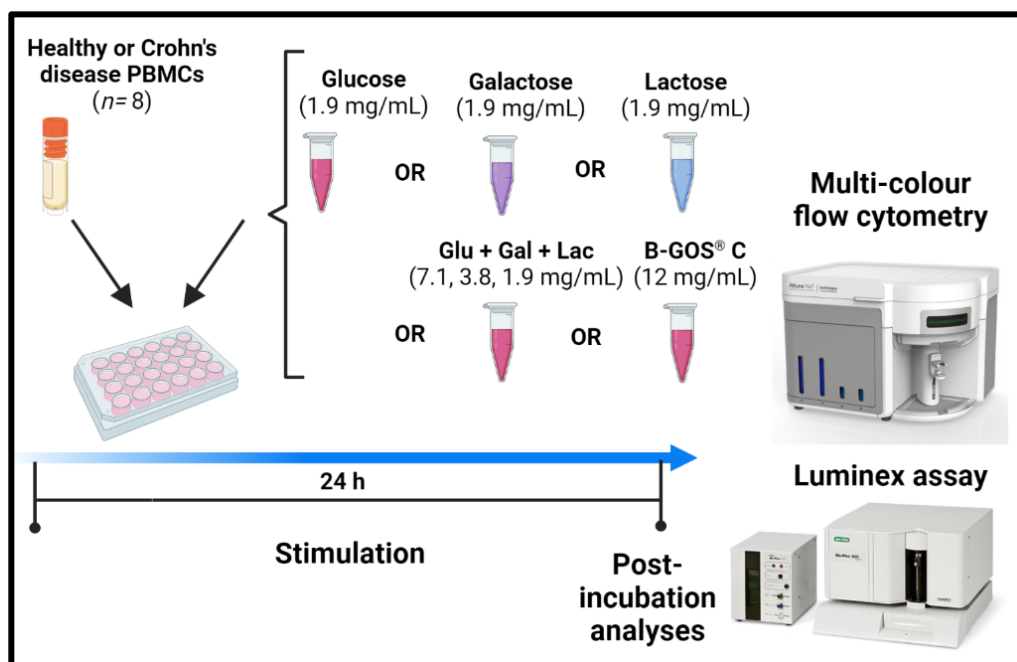 Healthy or Crohn's
disease PBMCs
(n= 8)
Glucose
(1.9 mg/mL)
OR
Galactose
(1.9 mg/mL)
OR
Lactose
(1.9 mg/mL)
OR
Glu + Gal + Lac
(7.1, 3.8, 1.9 mg/mL)
OR
B-GOS® C
(12 mg/mL)
24 h
Stimulation
Post-
incubation
analyses
Multi-colour
flow cytometry
Luminex assay